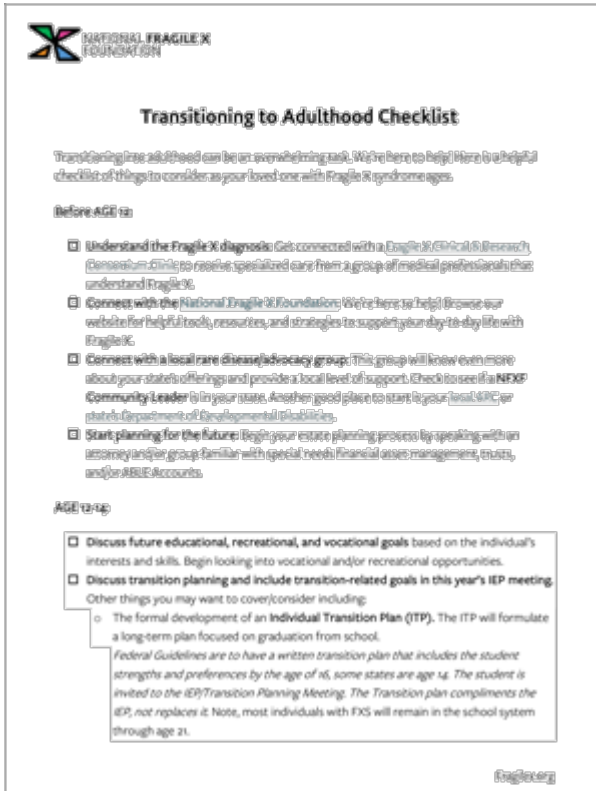 NATIONAL FRAGILE X
FOUNDATION
Transitioning to Adulthood Checklist
Transitioning into adulthood can be an overwhelming task. We're here to help! Here is a helpful
checklist of things to consider as your loved one with Fragile X syndrome ages.
Before AGE 12:
Understand the Fragile X diagnosis: Get connected with a Fragile X Clinical & Research
Consortium Clinic to receive specialized care from a group of medical professionals that
understand Fragile X.
Connect with the National Fragile X Foundation: We're here to help! Browse our
website for helpful tools, resources, and strategies to support your day-to-day life with
Fragile X.
Connect with a local rare disease/advocacy group: This group will know even more
about your state's offerings and provide a local level of support. Check to see if a NFXF
Community Leader is in your state. Another good place to start is your local ARC or
state's Department of Developmental Disabilities.
Start planning for the future: Begin your estate planning process by speaking with an
attorney and/or group familiar with special needs financial asset management, trusts,
and/or ABLE Accounts.
AGE 12-14:
Discuss future educational, recreational, and vocational goals based on the individual's
interests and skills. Begin looking into vocational and/or recreational opportunities.
Discuss transition planning and include transition-related goals in this year's IEP meeting.
Other things you may want to cover/consider including:
The formal development of an Individual Transition Plan (ITP). The ITP will formulate
a long-term plan focused on graduation from school.
Federal Guidelines are to have a written transition plan that includes the student
strengths and preferences by the age of 16, some states are age 14. The student is
invited to the IEP/Transition Planning Meeting. The Transition plan compliments the
IEP, not replaces it. Note, most individuals with FXS will remain in the school system
through age 21.
Fragilex.org